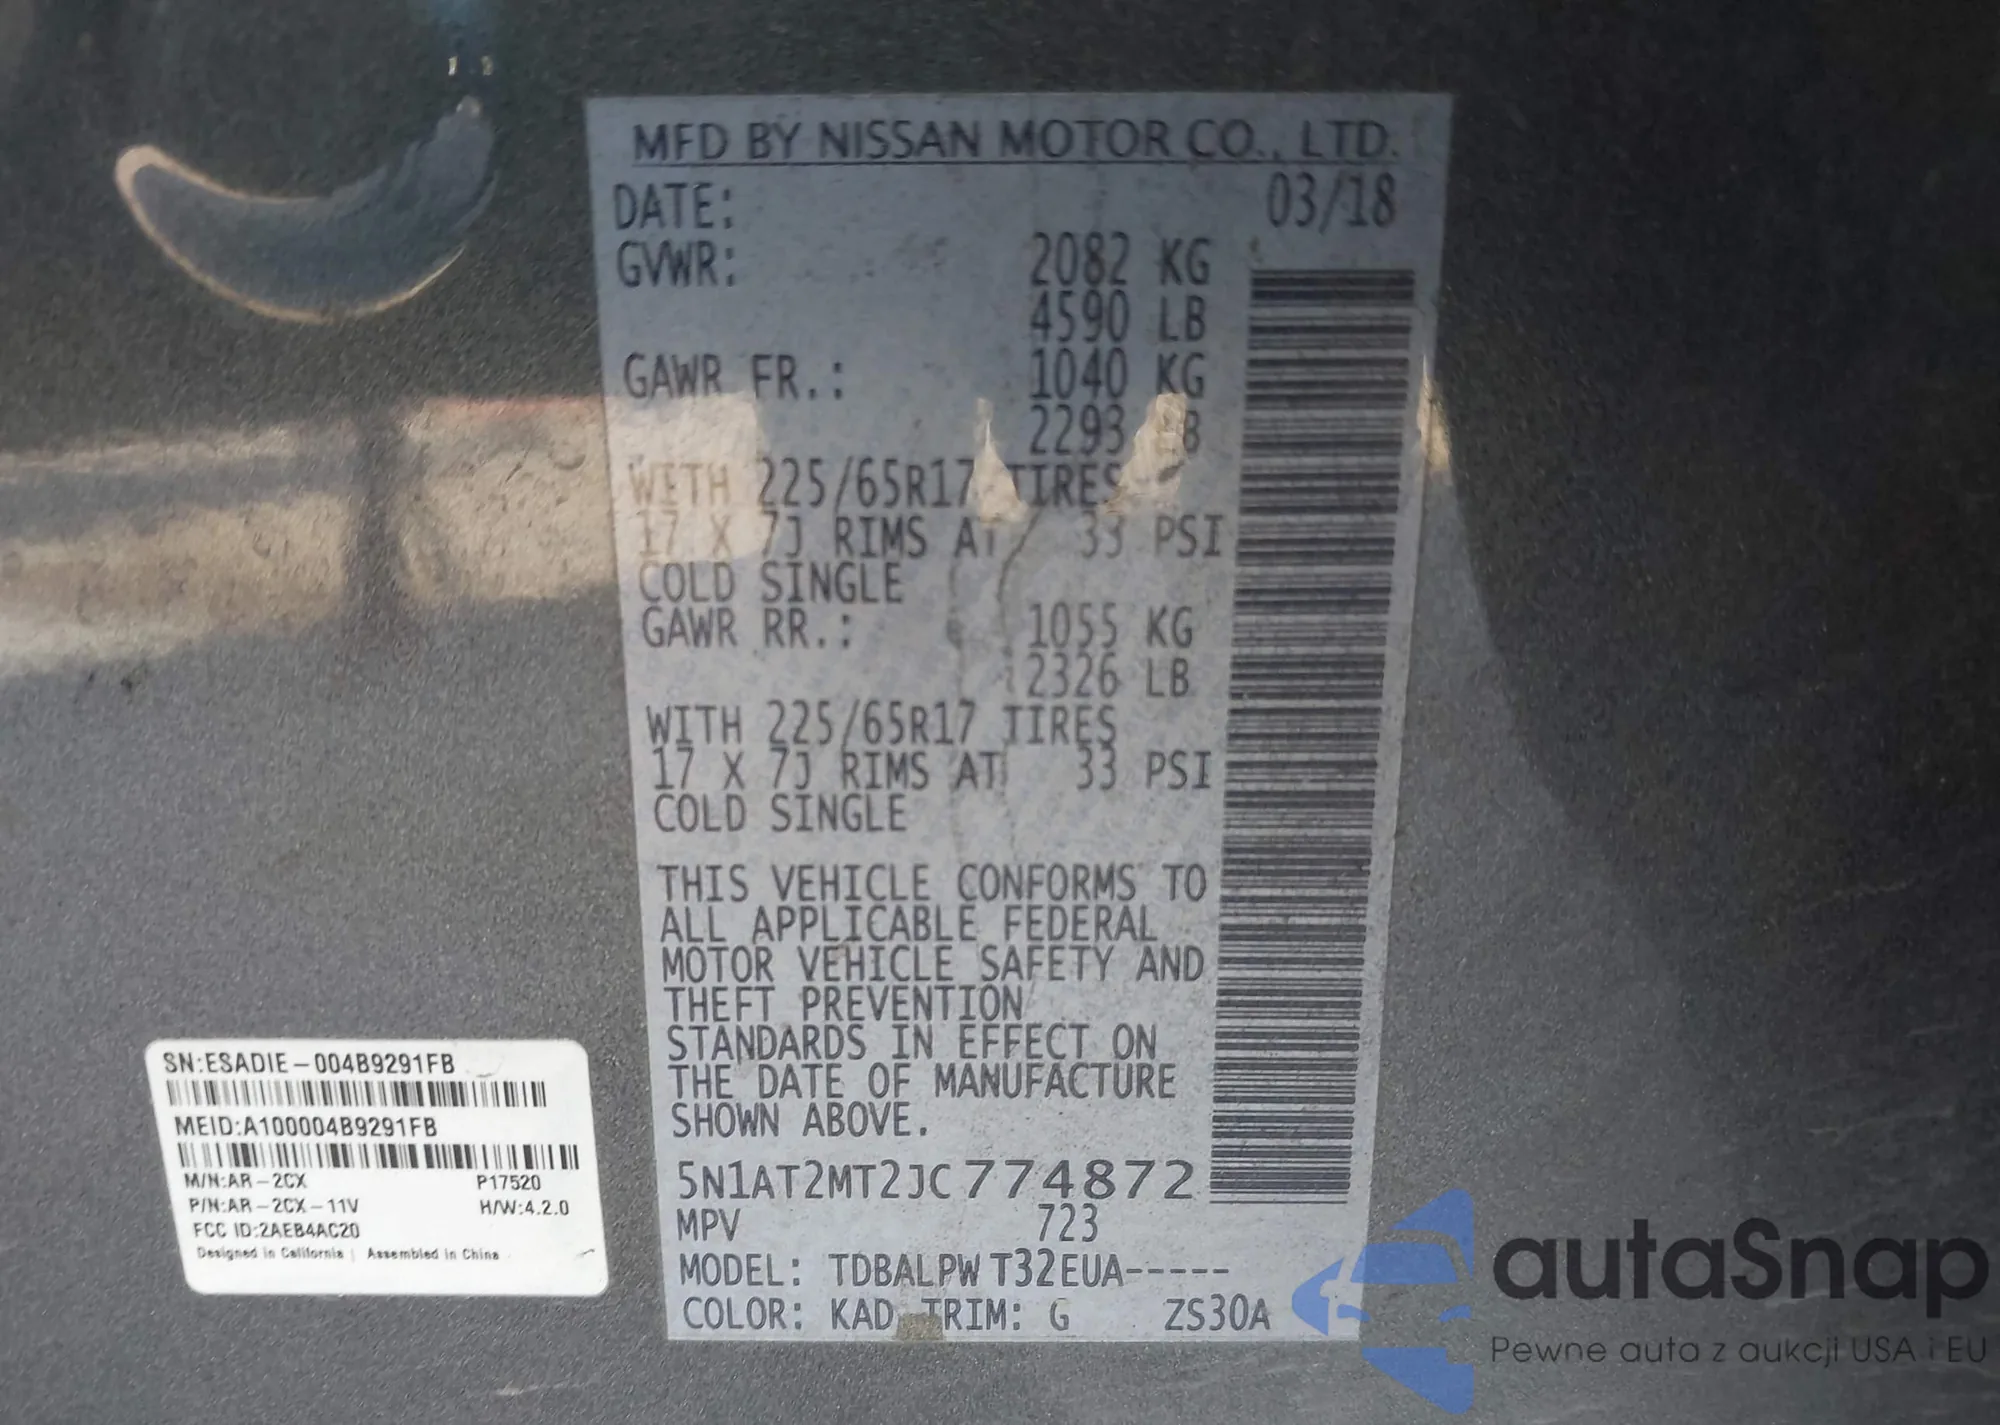 MFD BY NISSAN MOTOR CO., LTD.
DATE: 03/18
GVWR: 2082 KG
4590 LB
GAWR FR.: 1040 KG
2293 LB
WITH 225/65R17 TIRES
17 X 7J RIMS AT 33 PSI
COLD SINGLE
GAWR RR.: 1055 KG
2326 LB
WITH 225/65R17 TIRES
17 X 7J RIMS AT 33 PSI
COLD SINGLE
THIS VEHICLE CONFORMS TO
ALL APPLICABLE FEDERAL
MOTOR VEHICLE SAFETY AND
THEFT PREVENTION
STANDARDS IN EFFECT ON
THE DATE OF MANUFACTURE
SHOWN ABOVE.
5N1AT2MT2JC774872
MPV 723
MODEL: TDBALPW T32EUA-----
COLOR: KAD TRIM: G ZS30A
SN:ESADIE-004B9291FB
MEID:A100004B9291FB
M/N:AR-2CX P17520
P/N:AR-2CX-11V H/W:4.2.0
FCC ID:2AEB4AC20
Designed in California | Assembled in China
autaSnap
Pewne auta z aukcji USA i EU